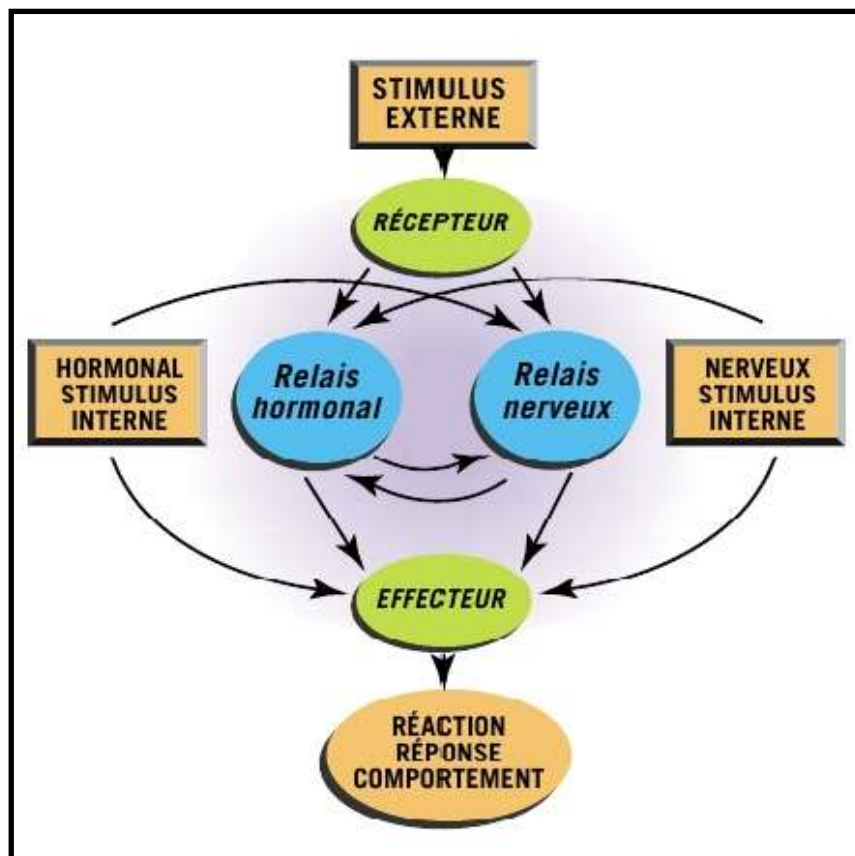 STIMULUS
EXTERNE
RÉCEPTEUR
HORMONAL
STIMULUS
INTERNE
Relais
hormonal
Relais
nerveux
NERVEUX
STIMULUS
INTERNE
EFFECTEUR
RÉACTION
RÉPONSE
COMPORTEMENT